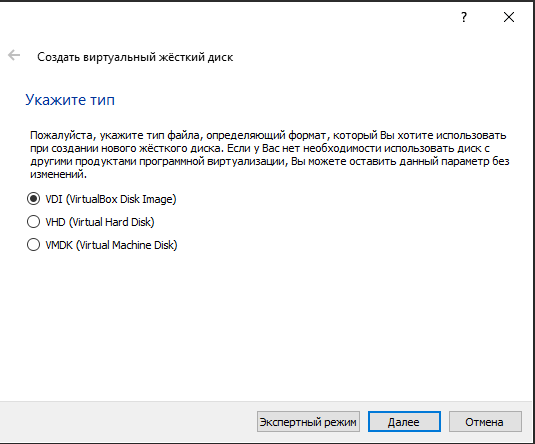 ?
Создать виртуальный жёсткий диск
Укажите тип
Пожалуйста, укажите тип файла, определяющий формат, который Вы хотите использовать
при создании нового жёсткого диска. Если у Вас нет необходимости использовать диск с
другими продуктами программной виртуализации, Вы можете оставить данный параметр без
изменений.
VDI (VirtualBox Disk Image)
VHD (Virtual Hard Disk)
VMDK (Virtual Machine Disk)
Экспертный режим Далее Отмена